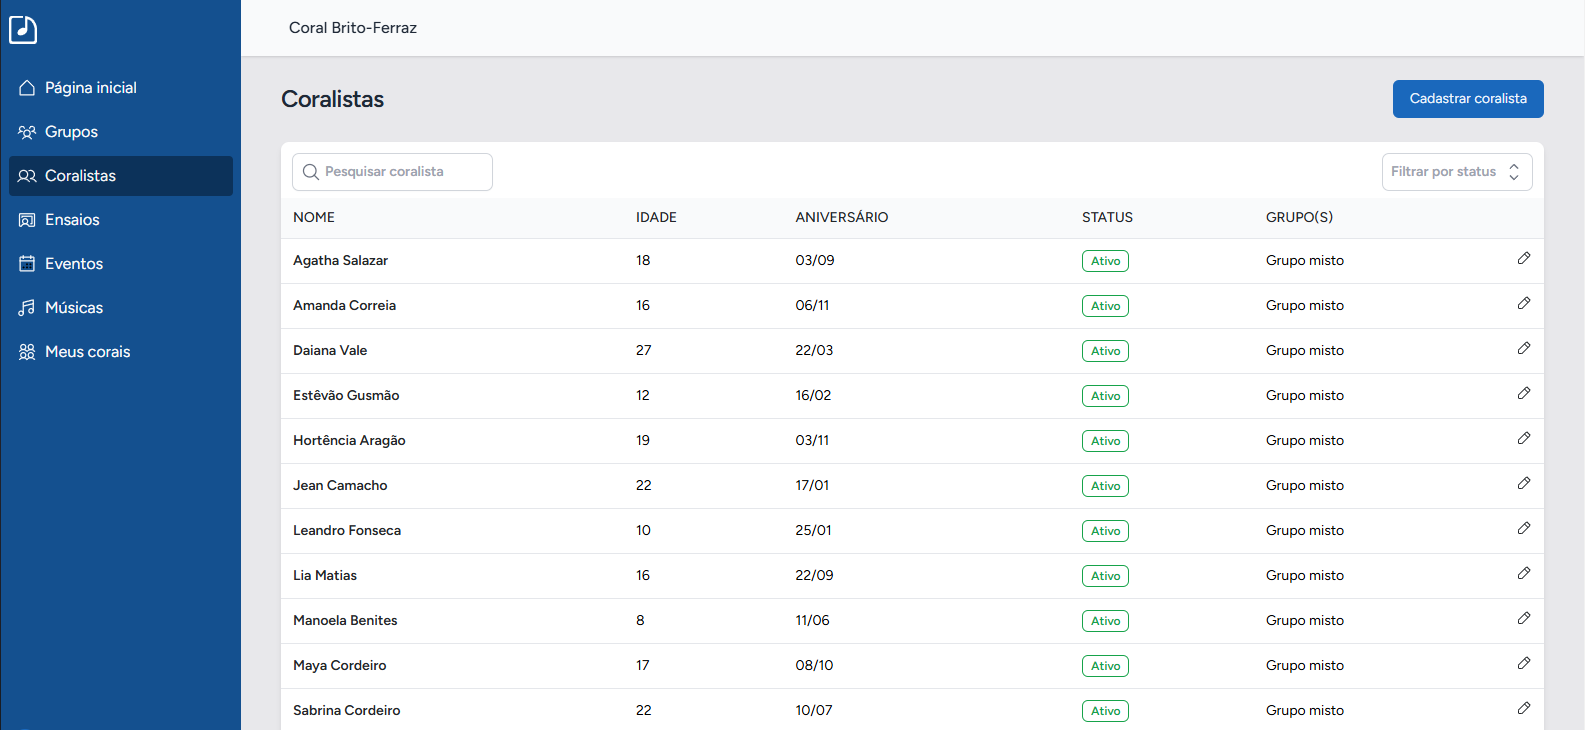 Coral Brito-Ferraz
Página inicial
Grupos
Coralistas
Ensaios
Eventos
Músicas
Meus corais
Coralistas
Cadastrar coralista
Pesquisar coralista
Filtrar por status
NOME IDADE ANIVERSÁRIO STATUS GRUPO(S)
Agatha Salazar 18 03/09 Ativo Grupo misto
Amanda Correia 16 06/11 Ativo Grupo misto
Daiana Vale 27 22/03 Ativo Grupo misto
Estêvão Gusmão 12 16/02 Ativo Grupo misto
Hortência Aragão 19 03/11 Ativo Grupo misto
Jean Camacho 22 17/01 Ativo Grupo misto
Leandro Fonseca 10 25/01 Ativo Grupo misto
Lia Matias 16 22/09 Ativo Grupo misto
Manoela Benites 8 11/06 Ativo Grupo misto
Maya Cordeiro 17 08/10 Ativo Grupo misto
Sabrina Cordeiro 22 10/07 Ativo Grupo misto